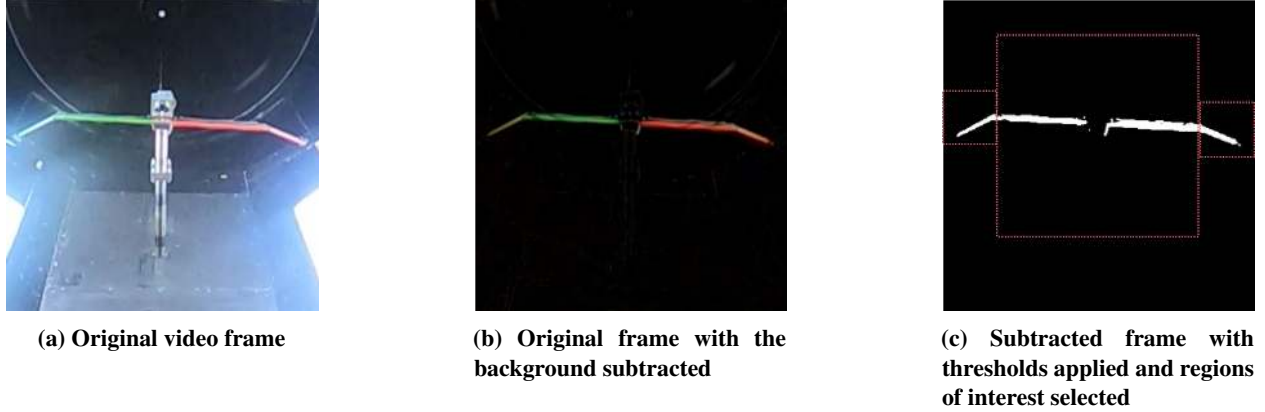 (a) Original video frame
(b) Original frame with the
background subtracted
(c) Subtracted frame with
thresholds applied and regions
of interest selected